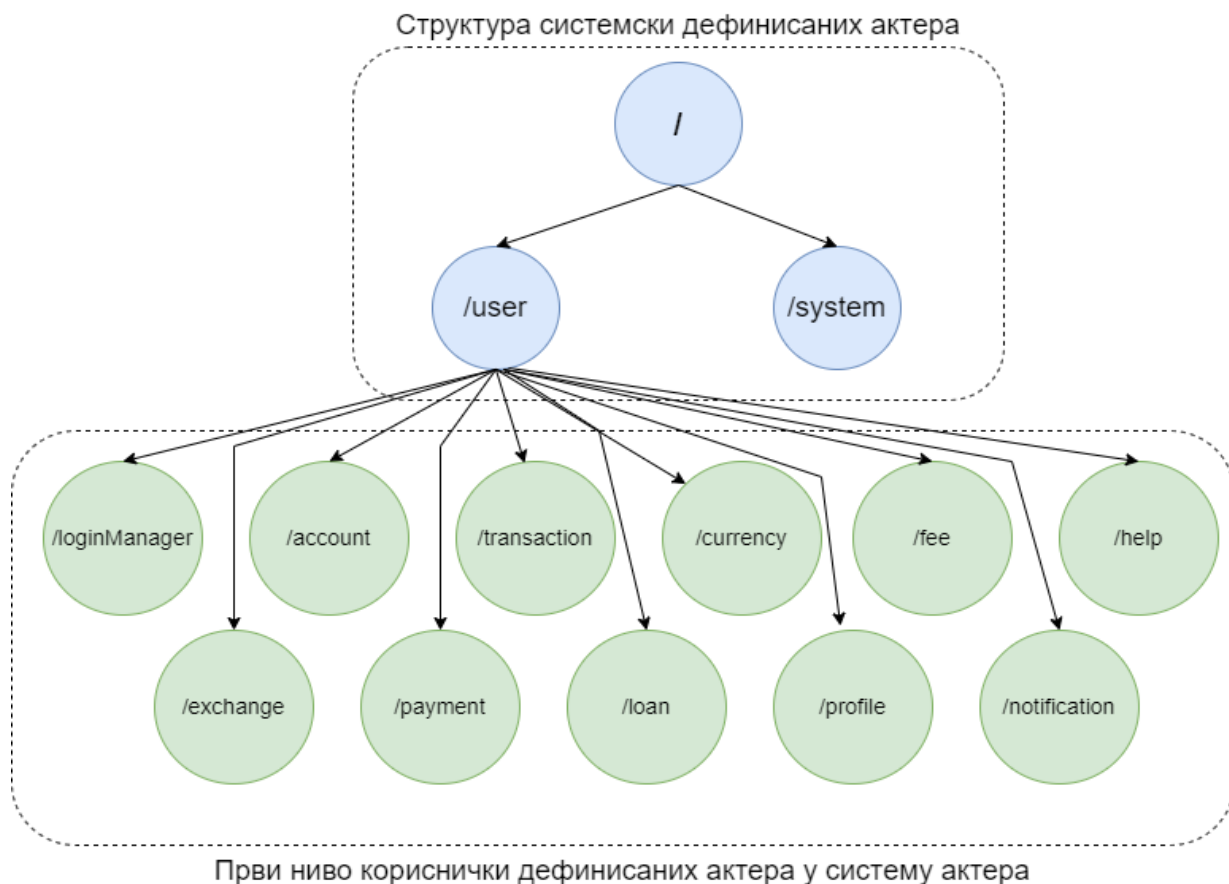 Структура системски дефинисаних актера
/
/user
/system
/loginManager
/account
/transaction
/currency
/fee
/help
/exchange
/payment
/loan
/profile
/notification
Први ниво кориснички дефинисаних актера у систему актера